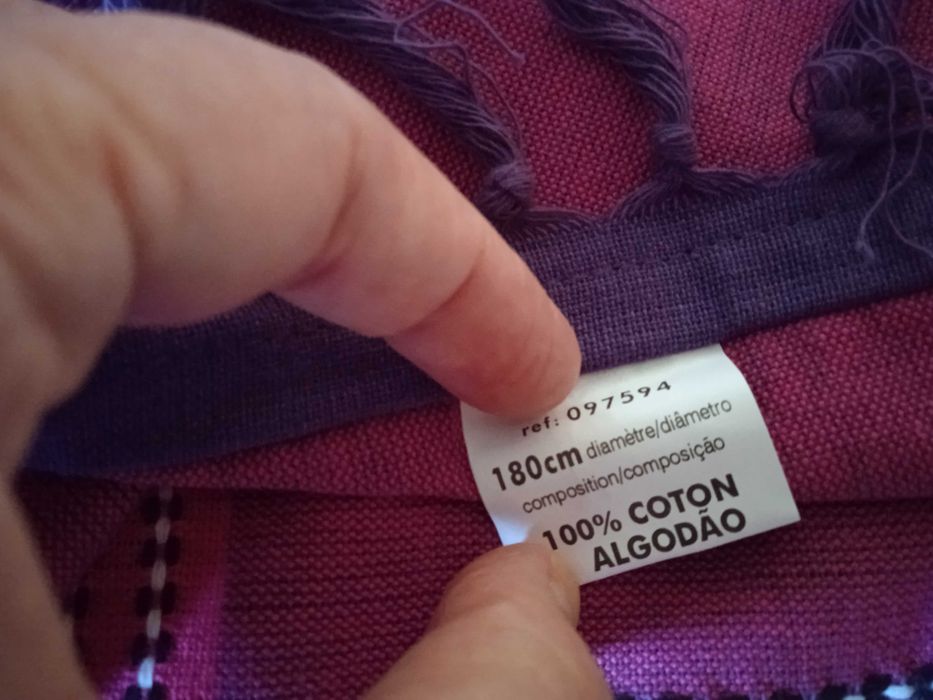 ref: 097594
180cm diamètre/diâmetro
composition/composição
100% COTON
ALGODÃO